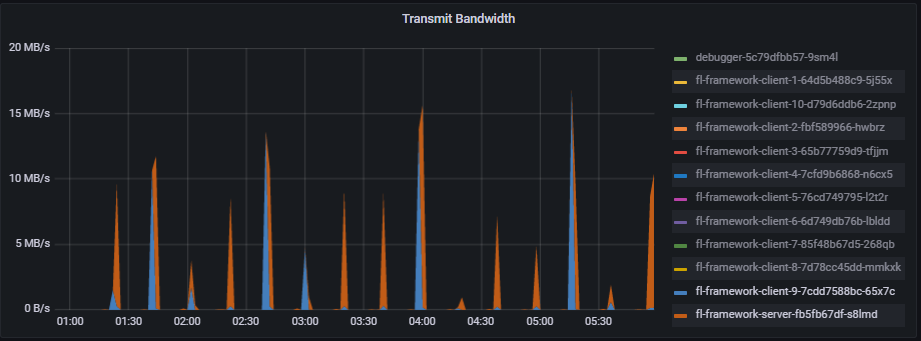 Transmit Bandwidth
20 MB/s
15 MB/s
10 MB/s
5 MB/s
0 B/s
01:00 01:30 02:00 02:30 03:00 03:30 04:00 04:30 05:00 05:30
debugger-5c79dfbb57-9sm4l
fl-framework-client-1-64d5b488c9-5j55x
fl-framework-client-10-d79d6ddb6-2zpnp
fl-framework-client-2-fbf589966-hwbrz
fl-framework-client-3-65b77759d9-tfjjm
fl-framework-client-4-7cfd9b6868-n6cx5
fl-framework-client-5-76cd749795-l2t2r
fl-framework-client-6-6d749db76b-lbldd
fl-framework-client-7-85f48b67d5-268qb
fl-framework-client-8-7d78cc45dd-mmkxk
fl-framework-client-9-7cdd7588bc-65x7c
fl-framework-server-fb5fb67df-s8lmd